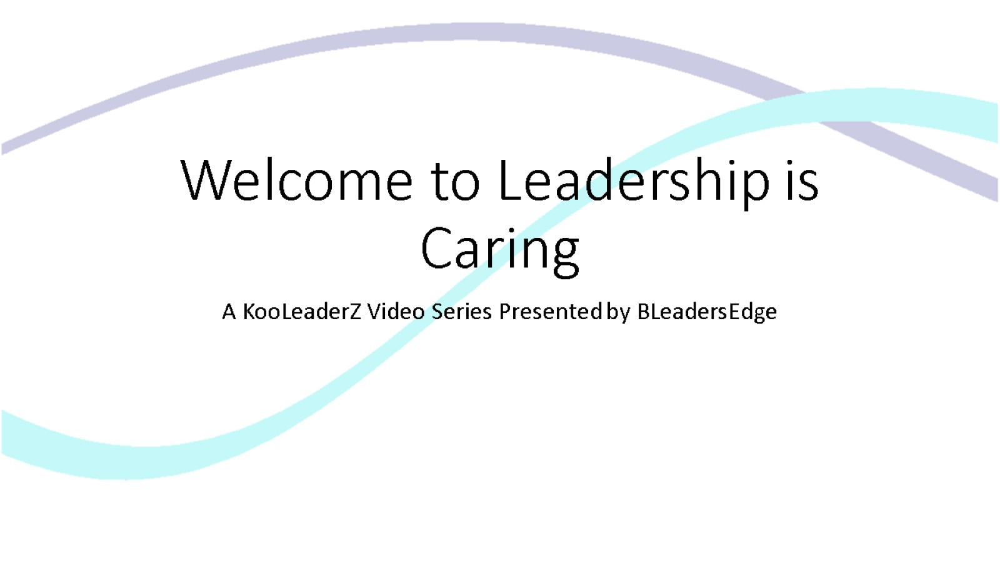 Welcome to Leadership is
Caring
A KooLeaderZ Video Series Presented by BLeadersEdge